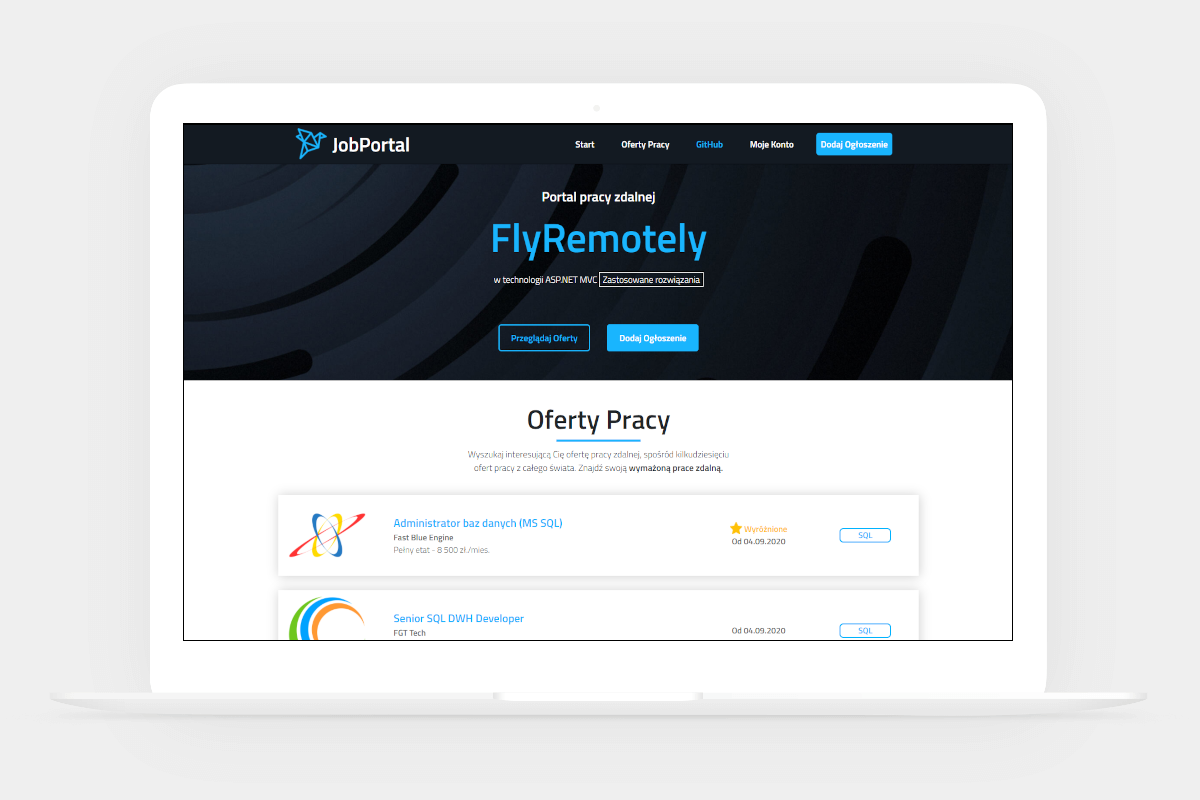 JobPortal
Start
Oferty Pracy
GitHub
Moje Konto
Dodaj Ogłoszenie
Portal pracy zdalnej
FlyRemotely
w technologii ASP.NET MVC Zastosowane rozwiązania
Przeglądaj Oferty
Dodaj Ogłoszenie
Oferty Pracy
Wyszukaj interesującą Cię ofertę pracy zdalnej, spośród kilkudziesięciu
ofert pracy z całego świata. Znajdź swoją wymażoną prace zdalną.
Administrator baz danych (MS SQL)
Fast Blue Engine
Pełny etat - 8 500 zł /mies.
Wyróżnione
Od 04.09.2020
SQL
Senior SQL DWH Developer
FGT Tech
Od 04.09.2020
SQL